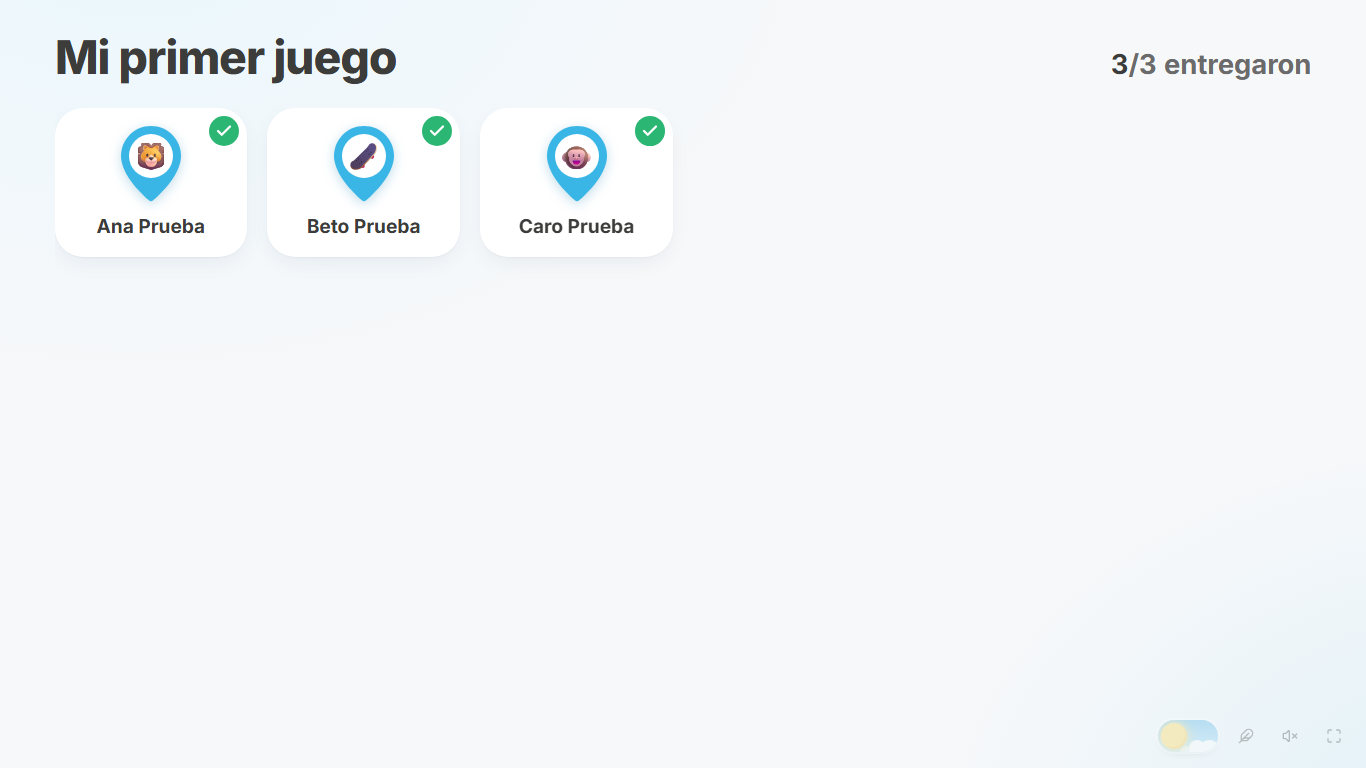 Mi primer juego
3/3 entregaron
Ana Prueba
Beto Prueba
Caro Prueba